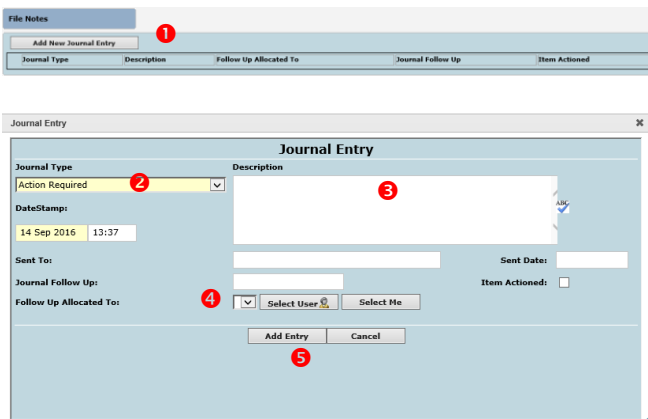 File Notes
1
Add New Journal Entry
Journal Type Description Follow Up Allocated To Journal Follow Up Item Actioned
Journal Entry
Journal Entry
Journal Type Description
Action Required 2 3
ABC
DateStamp:
14 Sep 2016 13:37
Sent To: Sent Date:
Journal Follow Up: Item Actioned:
Follow Up Allocated To: 4 Select User Select Me
Add Entry Cancel
5